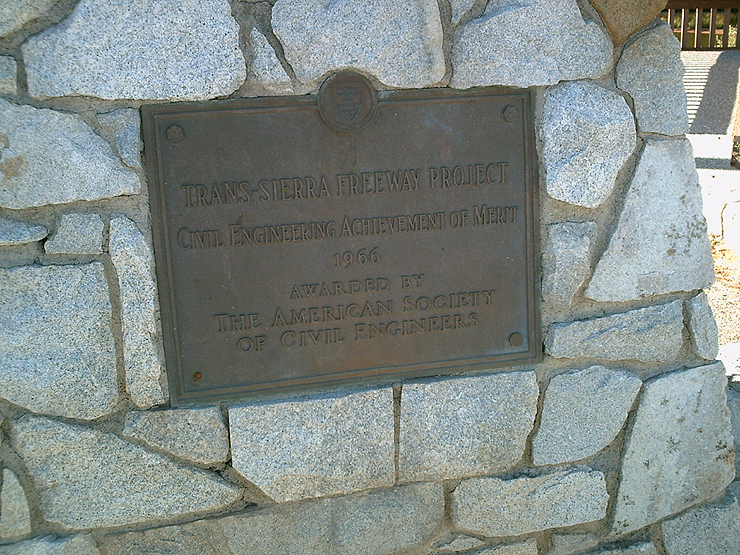 TRANS-SIERRA FREEWAY PROJECT
CIVIL ENGINEERING ACHIEVEMENT OF MERIT
1966
AWARDED BY
THE AMERICAN SOCIETY
OF CIVIL ENGINEERS